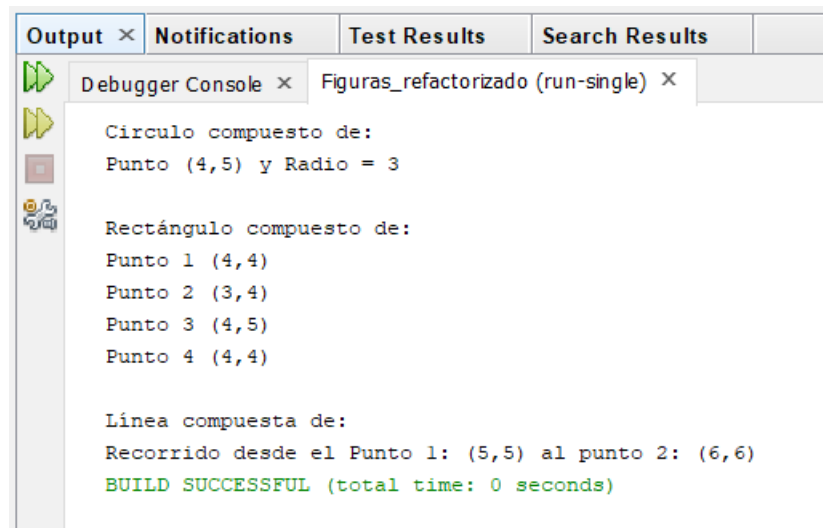 Output × Notifications Test Results Search Results
Debugger Console × Figuras_refactorizado (run-single) ×
Circulo compuesto de:
Punto (4,5) y Radio = 3
Rectángulo compuesto de:
Punto 1 (4,4)
Punto 2 (3,4)
Punto 3 (4,5)
Punto 4 (4,4)
Línea compuesta de:
Recorrido desde el Punto 1: (5,5) al punto 2: (6,6)
BUILD SUCCESSFUL (total time: 0 seconds)